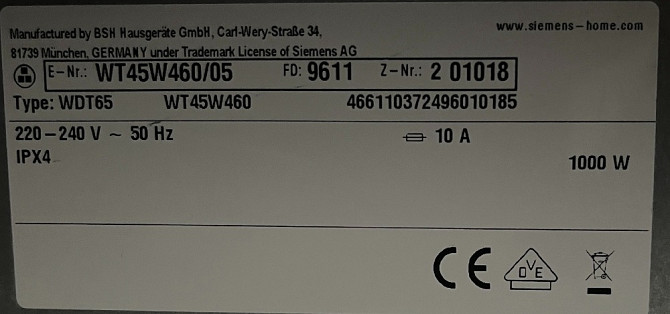 Manufactured by BSH Hausgeräte GmbH, Carl-Wery-Straße 34,
www.siemens-home.com
81739 München, GERMANY under Trademark License of Siemens AG
E-Nr.: WT45W460/05 FD: 9611 Z-Nr.: 2 01018
Type: WDT65 WT45W460 466110372496010185
220-240 V ~ 50 Hz 10 A
IPX4 1000 W
CE OVE